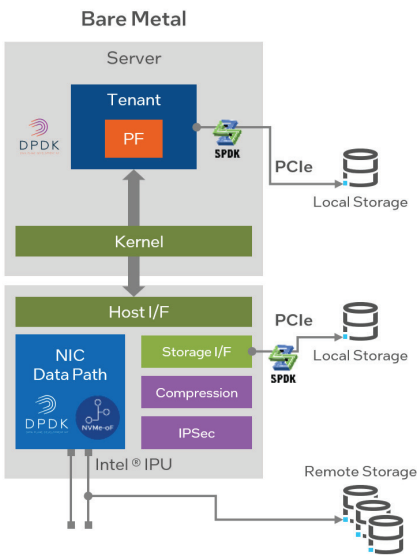 Bare Metal
Server
Tenant
DPDK
PF
SPDK
PCIe
Local Storage
Kernel
Host I/F
PCIe
NIC
Data Path
Storage I/F
SPDK
Local Storage
Compression
DPDK
NVMe-oF
IPSec
Intel® IPU
Remote Storage